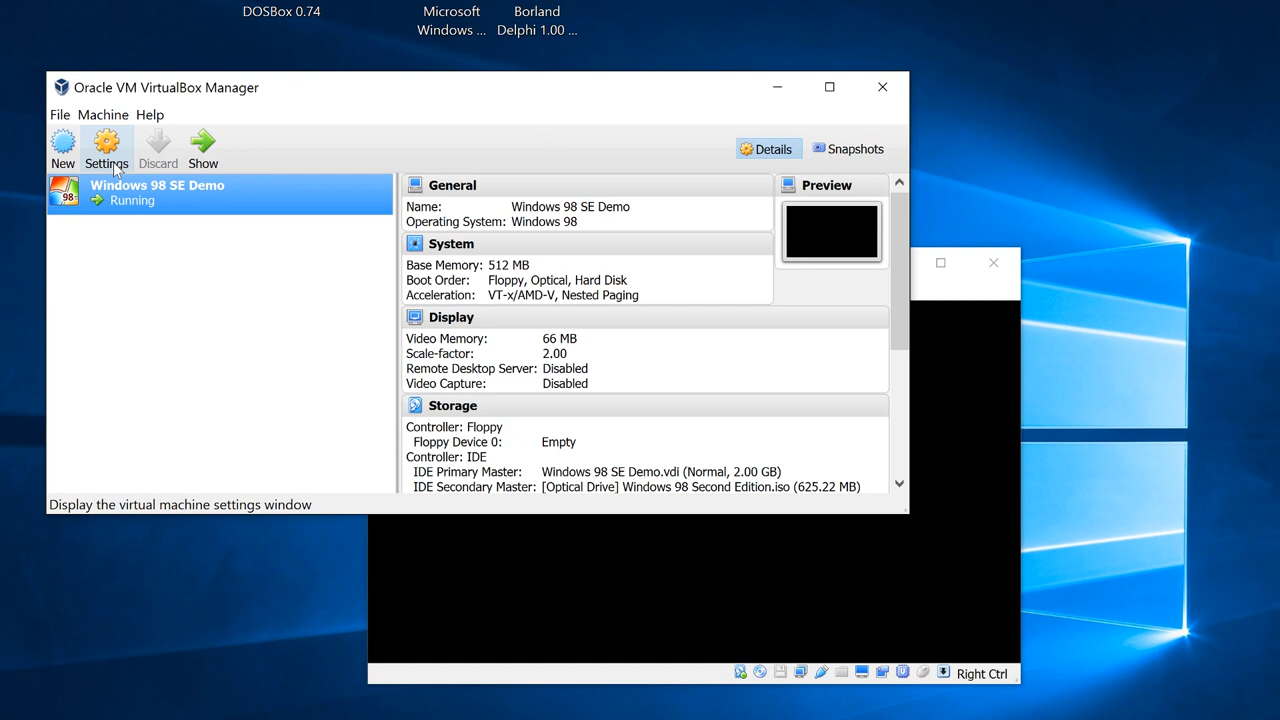 DOSBox 0.74
Microsoft
Windows ...
Borland
Delphi 1.00 ...
Oracle VM VirtualBox Manager
File Machine Help
New
Settings
Discard
Show
Details
Snapshots
98
Windows 98 SE Demo
Running
General
Name: Windows 98 SE Demo
Operating System: Windows 98
Preview
System
Base Memory: 512 MB
Boot Order: Floppy, Optical, Hard Disk
Acceleration: VT-x/AMD-V, Nested Paging
Display
Video Memory: 66 MB
Scale-factor: 2.00
Remote Desktop Server: Disabled
Video Capture: Disabled
Storage
Controller: Floppy
Floppy Device 0: Empty
Controller: IDE
IDE Primary Master: Windows 98 SE Demo.vdi (Normal, 2.00 GB)
IDE Secondary Master: [Optical Drive] Windows 98 Second Edition.iso (625.22 MB)
Display the virtual machine settings window
Right Ctrl